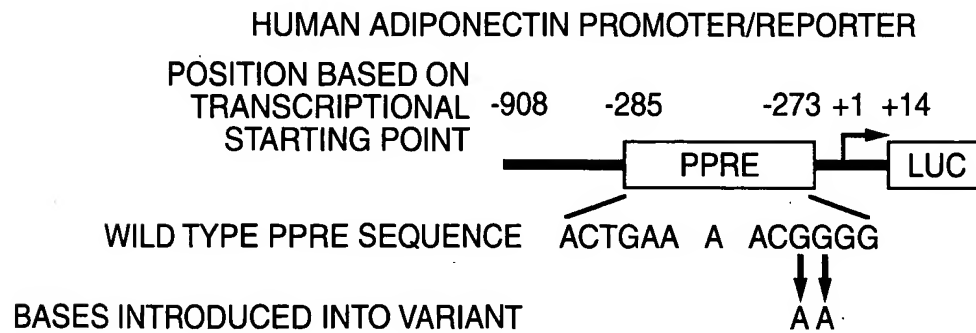 HUMAN ADIPONECTIN PROMOTER/REPORTER
POSITION BASED ON
TRANSCRIPTIONAL
STARTING POINT
-908 -285 -273 +1 +14
PPRE LUC
WILD TYPE PPRE SEQUENCE ACTGAA A ACGGGG
BASES INTRODUCED INTO VARIANT AA